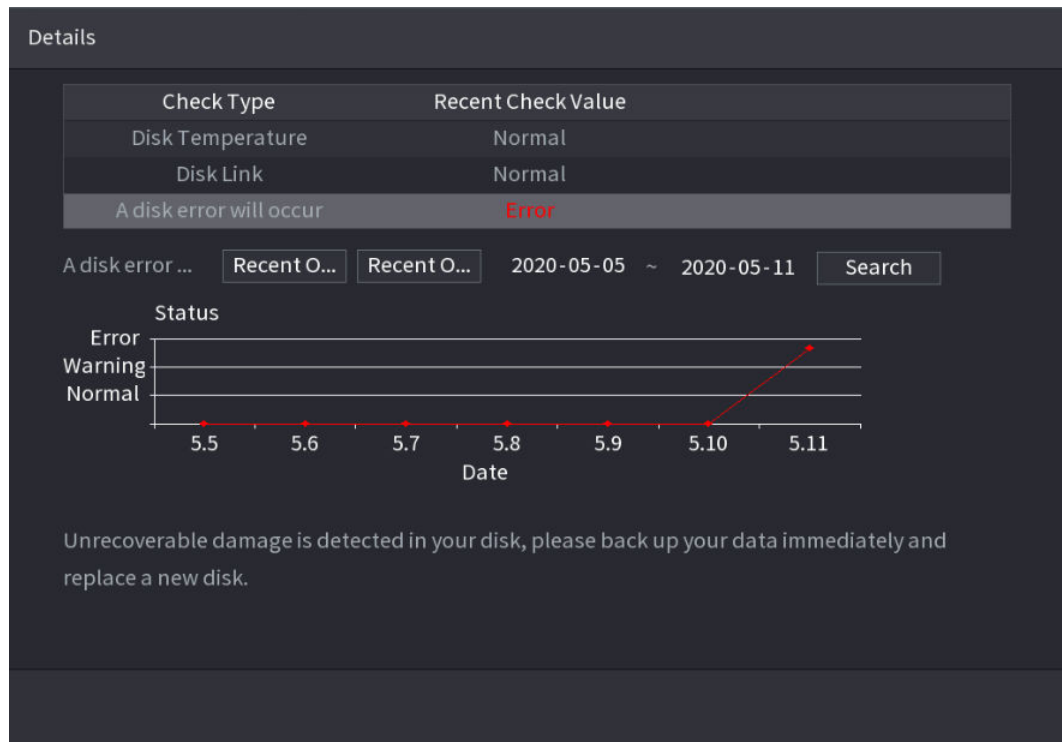 Details
Check Type Recent Check Value
Disk Temperature Normal
Disk Link Normal
A disk error will occur Error
A disk error ... Recent O... Recent O... 2020-05-05 ~ 2020-05-11 Search
Status
Error
Warning
Normal
5.5 5.6 5.7 5.8 5.9 5.10 5.11
Date
Unrecoverable damage is detected in your disk, please back up your data immediately and
replace a new disk.